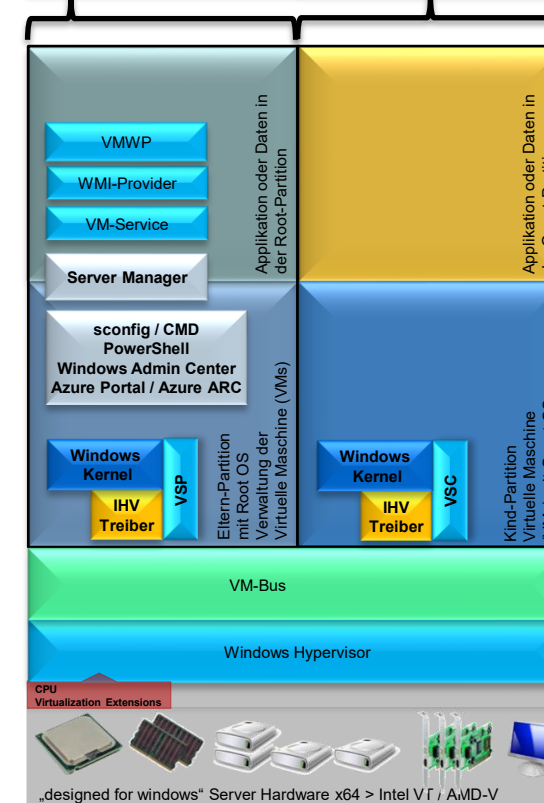 VMWP
WMI-Provider
VM-Service
Server Manager
Applikation oder Daten in
der Root-Partition
sconfig / CMD
PowerShell
Windows Admin Center
Azure Portal / Azure ARC
Windows
Kernel
VSP
IHV
Treiber
Eltern-Partition
mit Root OS
Verwaltung der
Virtuelle Maschine (VMs)
Applikation oder Daten in
Windows
Kernel
VSC
IHV
Treiber
Kind-Partition
Virtuelle Maschine
VM-Bus
Windows Hypervisor
CPU
Virtualization Extensions
„designed for windows“ Server Hardware x64 > Intel VT / AMD-V